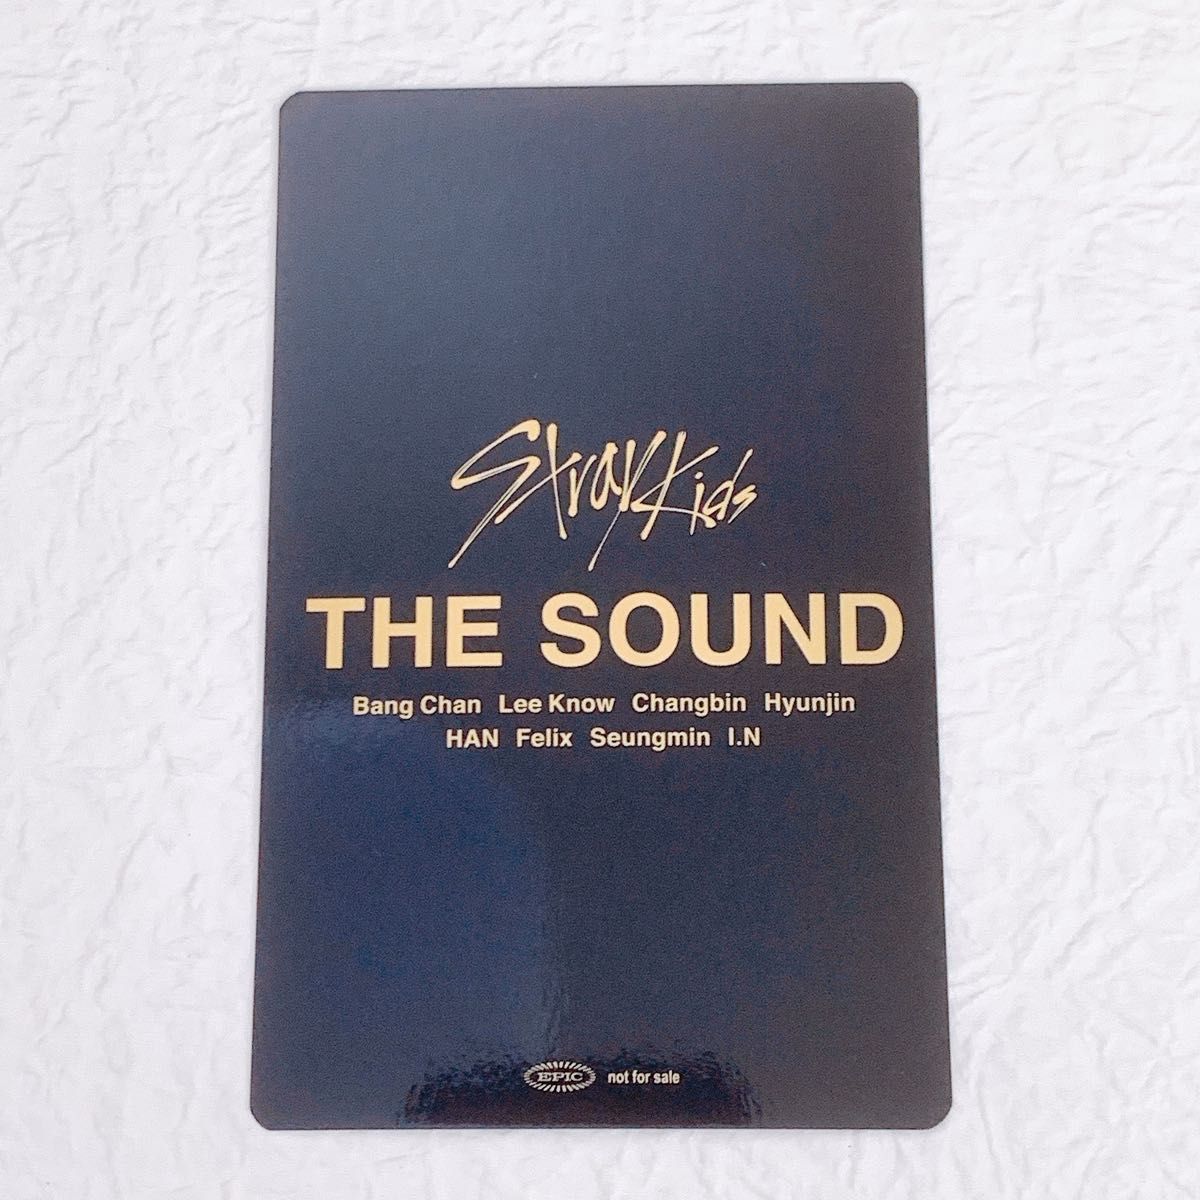 Stray Kids
THE SOUND
Bang Chan Lee Know Changbin Hyunjin
HAN Felix Seungmin I.N
EPIC not for sale